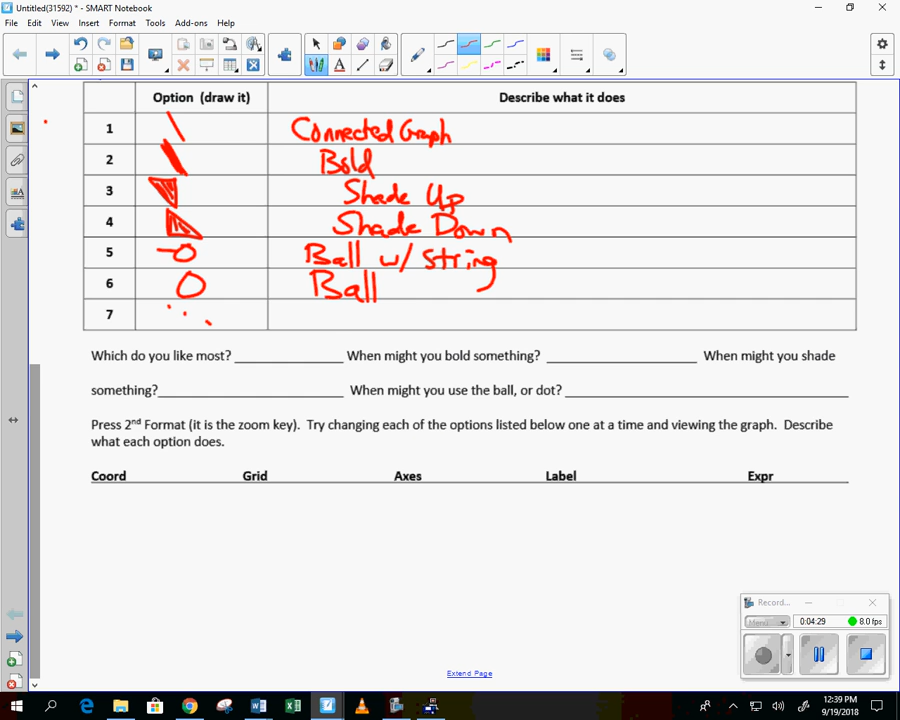 Untitled(31592) * - SMART Notebook
File Edit View Insert Format Tools Add-ons Help
Option (draw it) Describe what it does
1 Connected Graph
2 Bold
3 Shade Up
4 Shade Down
5 Ball w/ String
6 Ball
7
Which do you like most? _____________ When might you bold something? __________________ When might you shade
something?______________________ When might you use the ball, or dot? __________________________________
Press 2nd Format (it is the zoom key). Try changing each of the options listed below one at a time and viewing the graph. Describe
what each option does.
Coord Grid Axes Label Expr
Record...
Menu 0:04:29 8.0 fps
Extend Page
12:39 PM
9/19/2018